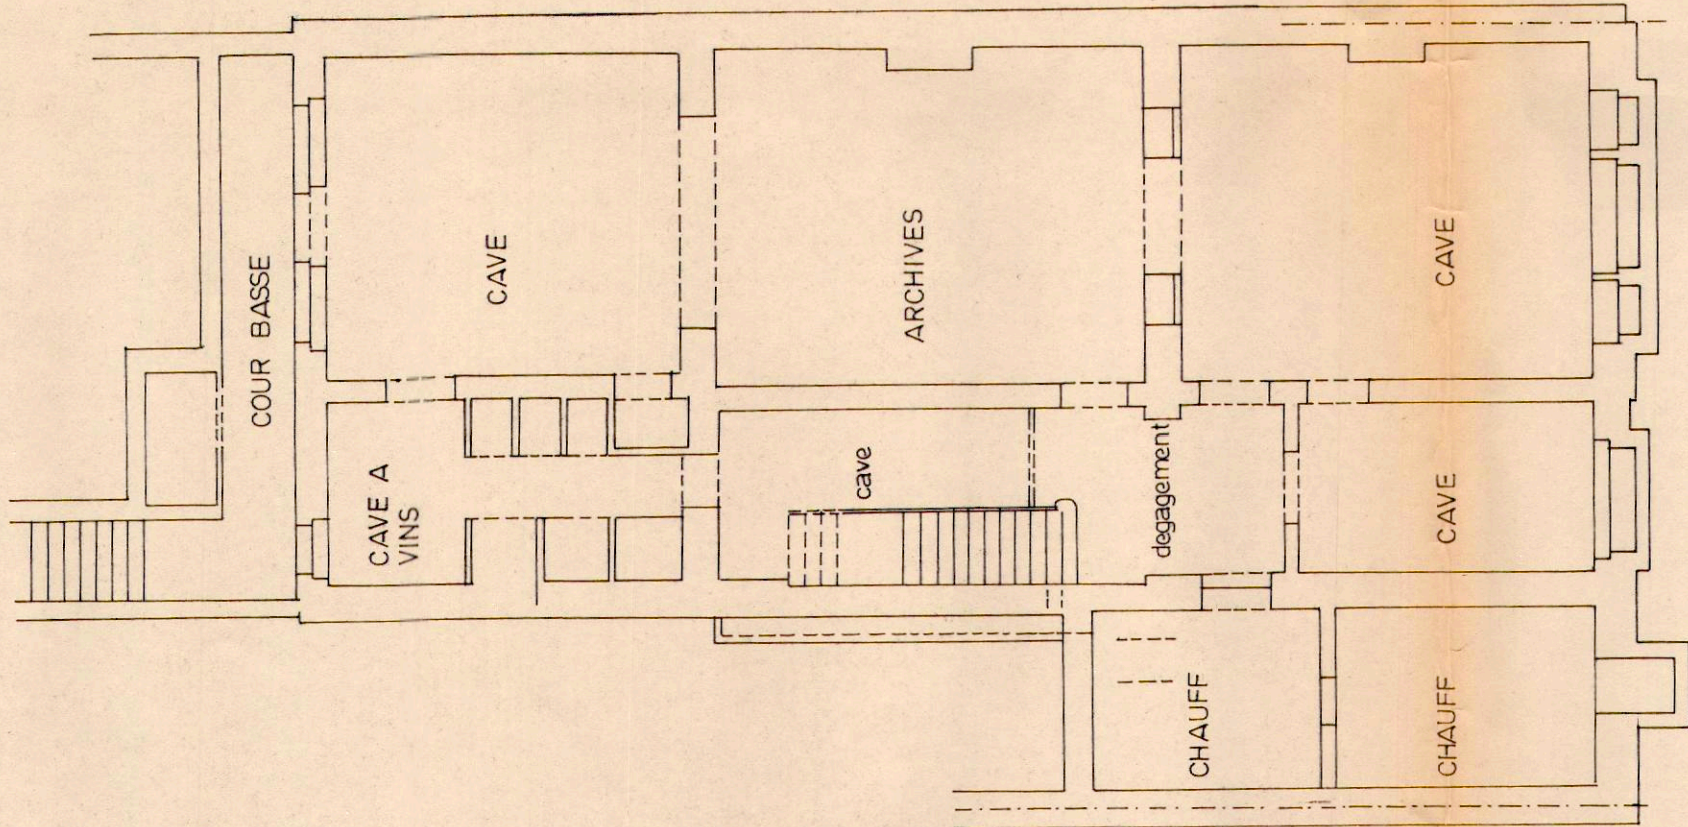 COUR BASSE
CAVE
ARCHIVES
CAVE
CAVE A
VINS
cave
degagement
CAVE
CHAUFF
CHAUFF